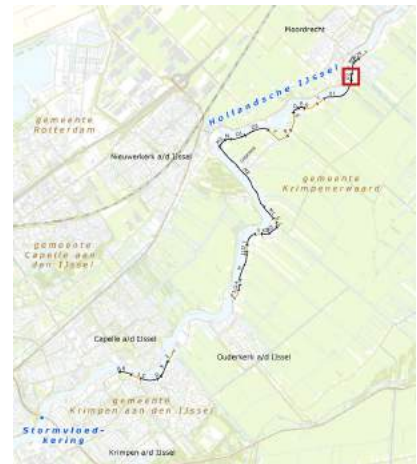 Moordrecht
Hollandsche IJssel
gemeente
Rotterdam
Nieuwerkerk a/d IJssel
gemeente
Krimpenerwaard
gemeente
Capelle aan
den IJssel
Capelle a/d IJssel
Ouderkerk a/d IJssel
gemeente
Krimpen aan den IJssel
Stormvloed-
kering
Krimpen a/d IJssel